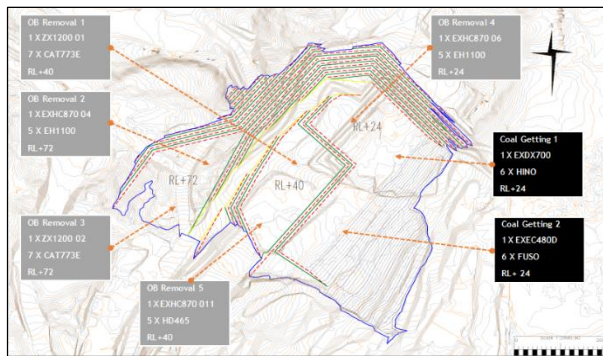 OB Removal 1
1 X ZX1200 01
7 X CAT773E
RL+40
OB Removal 4
1 X EXHC870 06
5 X EH1100
RL+24
OB Removal 2
1 X EXHC870 04
5 X EH1100
RL+72
RL+24
Coal Getting 1
1 X EXDX700
6 X HINO
RL+24
RL+72
RL+40
OB Removal 3
1 X ZX1200 02
7 X CAT773E
RL+72
Coal Getting 2
1 X EXEC480D
6 X FUSO
RL+ 24
OB Removal 5
1 X EXHC870 011
5 X HD465
RL+40